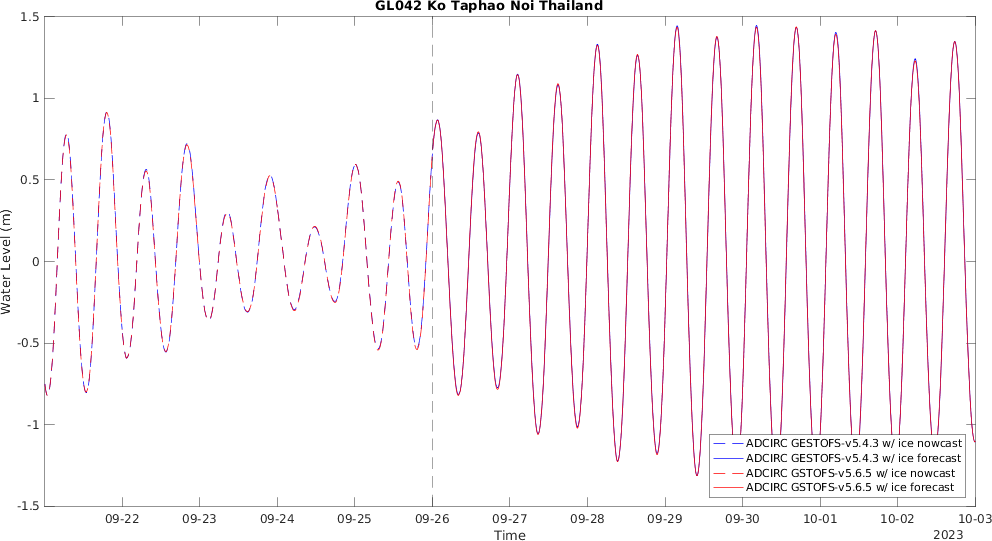 GL042 Ko Taphao Noi Thailand
1.5
1
0.5
0
-0.5
-1
-1.5
Water Level (m)
ADCIRC GESTOFS-v5.4.3 w/ ice nowcast
ADCIRC GESTOFS-v5.4.3 w/ ice forecast
ADCIRC GSTOFS-v5.6.5 w/ ice nowcast
ADCIRC GSTOFS-v5.6.5 w/ ice forecast
09-22 09-23 09-24 09-25 09-26 09-27 09-28 09-29 09-30 10-01 10-02 10-03
Time
2023